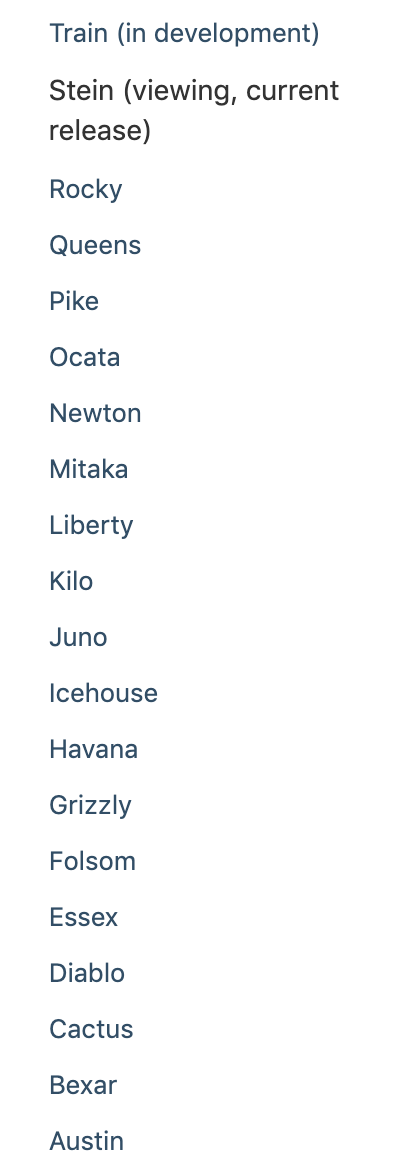 Train (in development)
Stein (viewing, current
release)
Rocky
Queens
Pike
Ocata
Newton
Mitaka
Liberty
Kilo
Juno
Icehouse
Havana
Grizzly
Folsom
Essex
Diablo
Cactus
Bexar
Austin